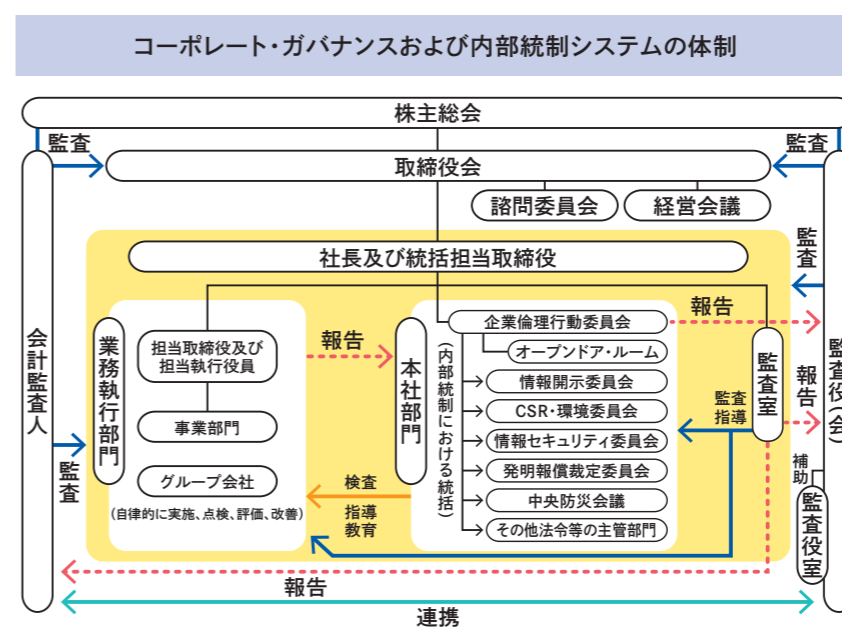 コーポレート・ガバナンスおよび内部統制システムの体制
株主総会
監査
監査
取締役会
諮問委員会
経営会議
監査
社長及び統括担当取締役
会計監査人
業務執行部門
担当取締役及び
担当執行役員
事業部門
グループ会社
(自律的に実施、点検、評価、改善)
報告
本社部門
(内部統制における統括)
企業倫理行動委員会
オープンドア・ルーム
情報開示委員会
CSR・環境委員会
情報セキュリティ委員会
発明報償裁定委員会
中央防災会議
その他法令等の主管部門
報告
監査室
監査
指導
報告
監査役(会)
補助
監査役室
監査
検査
指導
教育
報告
連携